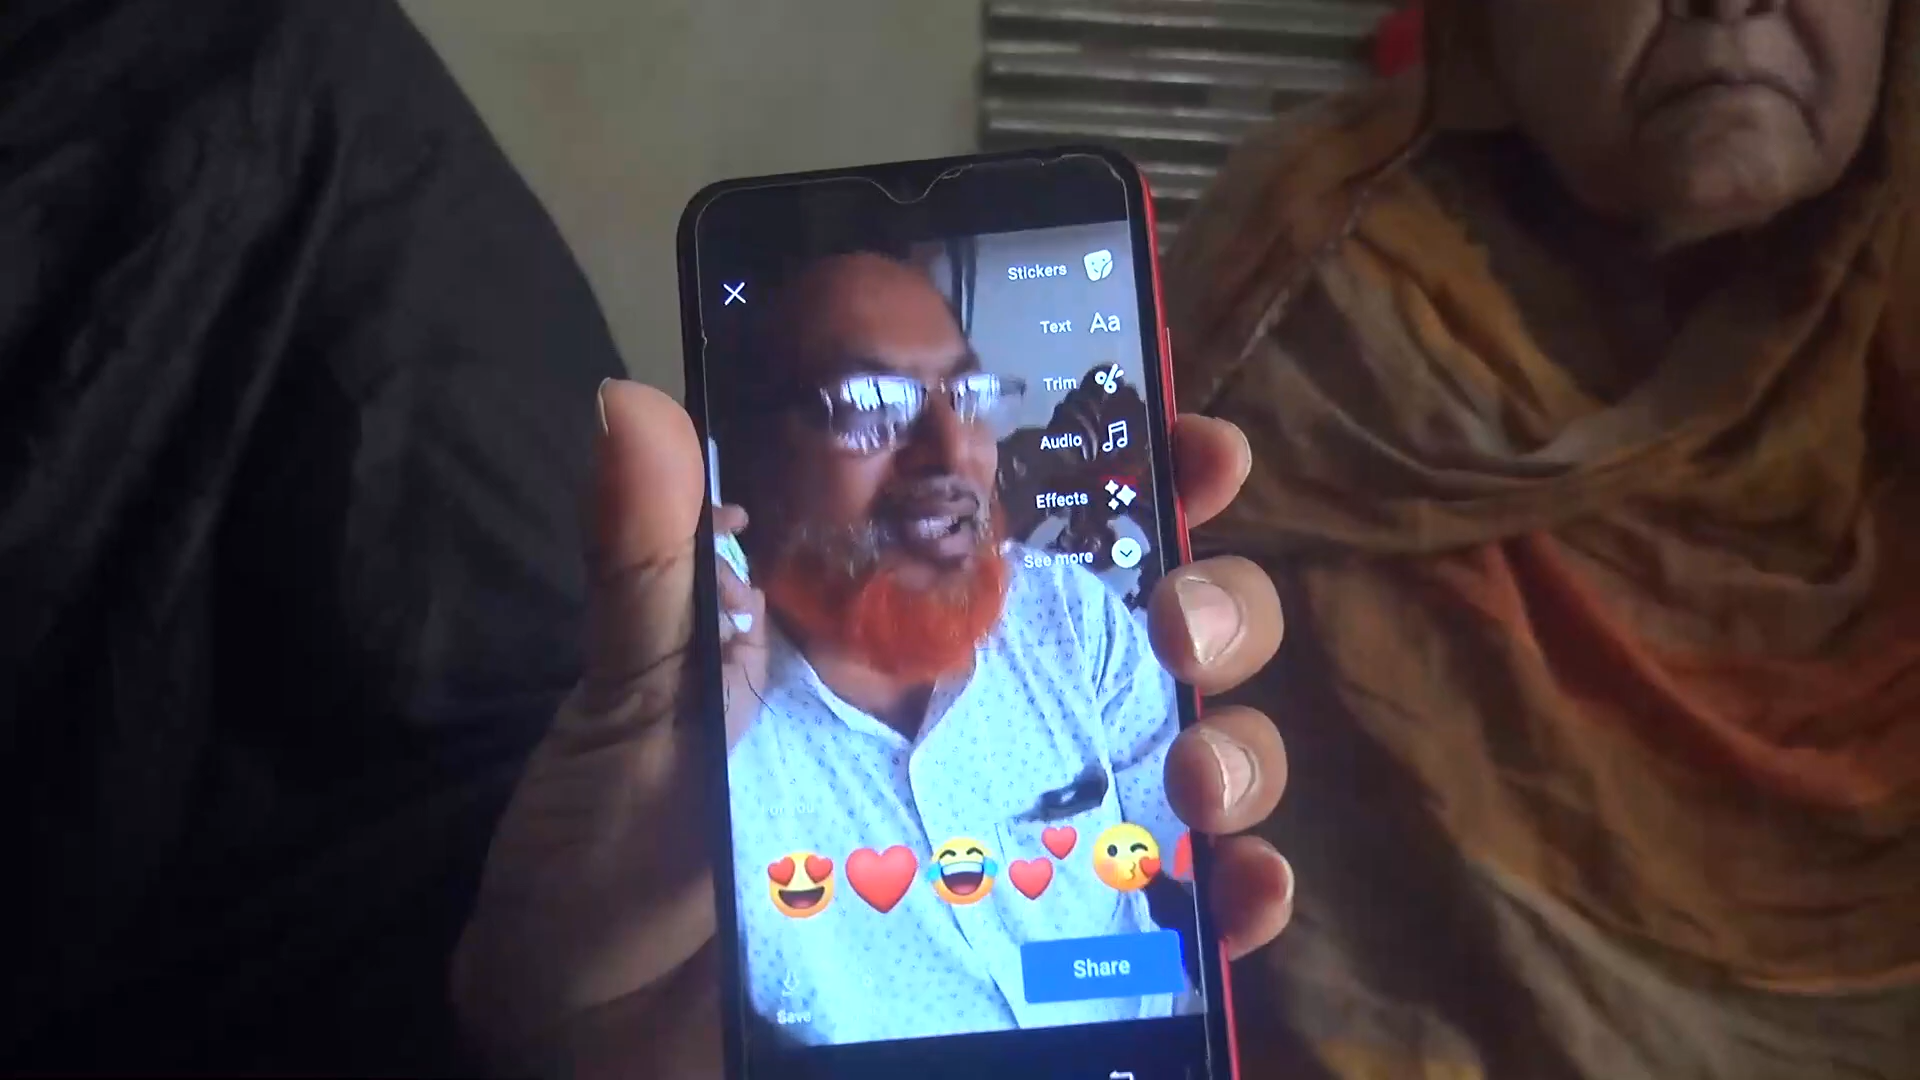 Stickers
Text Aa
Trim
Audio
Effects
See more
Share
Save